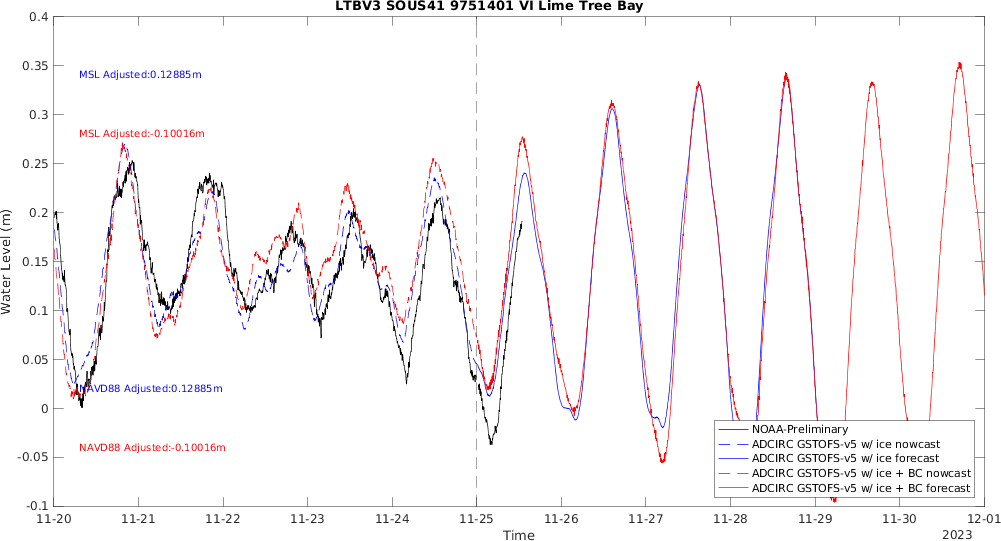 LTBV3 SOUS41 9751401 VI Lime Tree Bay
0.4
0.35
0.3
0.25
0.2
0.15
0.1
0.05
0
-0.05
-0.1
Water Level (m)
MSL Adjusted:0.12885m
MSL Adjusted:-0.10016m
NAVD88 Adjusted:0.12885m
NAVD88 Adjusted:-0.10016m
NOAA-Preliminary
ADCIRC GSTOFS-v5 w/ ice nowcast
ADCIRC GSTOFS-v5 w/ ice forecast
ADCIRC GSTOFS-v5 w/ ice + BC nowcast
ADCIRC GSTOFS-v5 w/ ice + BC forecast
11-20 11-21 11-22 11-23 11-24 11-25 11-26 11-27 11-28 11-29 11-30 12-01
Time
2023